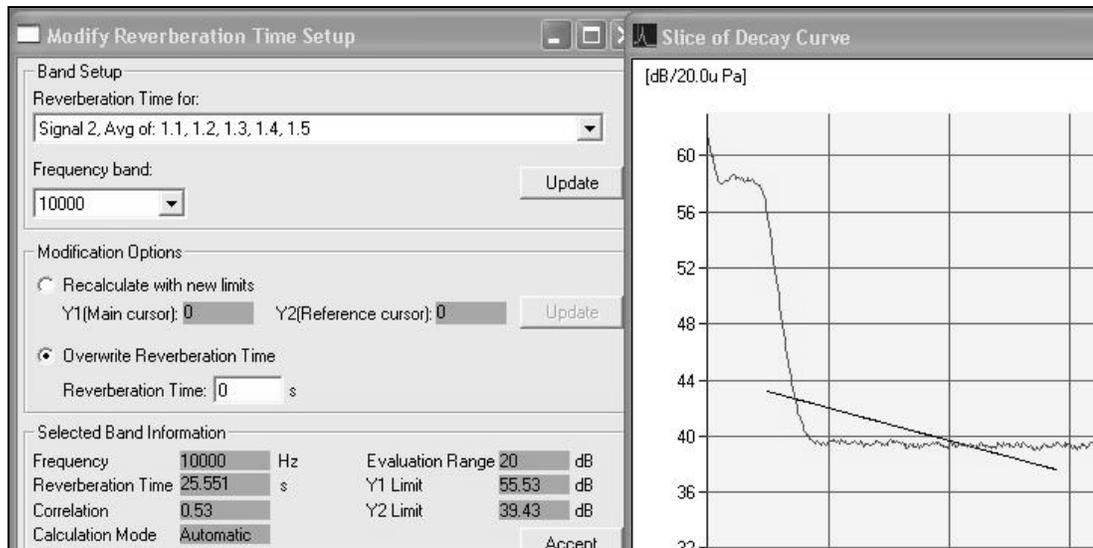 Modify Reverberation Time Setup
Band Setup
Reverberation Time for:
Signal 2, Avg of: 1.1, 1.2, 1.3, 1.4, 1.5
Frequency band:
10000
Update
Modification Options
Recalculate with new limits
Y1(Main cursor): 0 Y2(Reference cursor): 0 Update
Overwrite Reverberation Time
Reverberation Time: 0 s
Selected Band Information
Frequency 10000 Hz Evaluation Range 20 dB
Reverberation Time 25.551 s Y1 Limit 55.53 dB
Correlation 0.53 Y2 Limit 39.43 dB
Calculation Mode Automatic
Accept
Slice of Decay Curve
[dB/20.0u Pa]
60
56
52
48
44
40
36
32